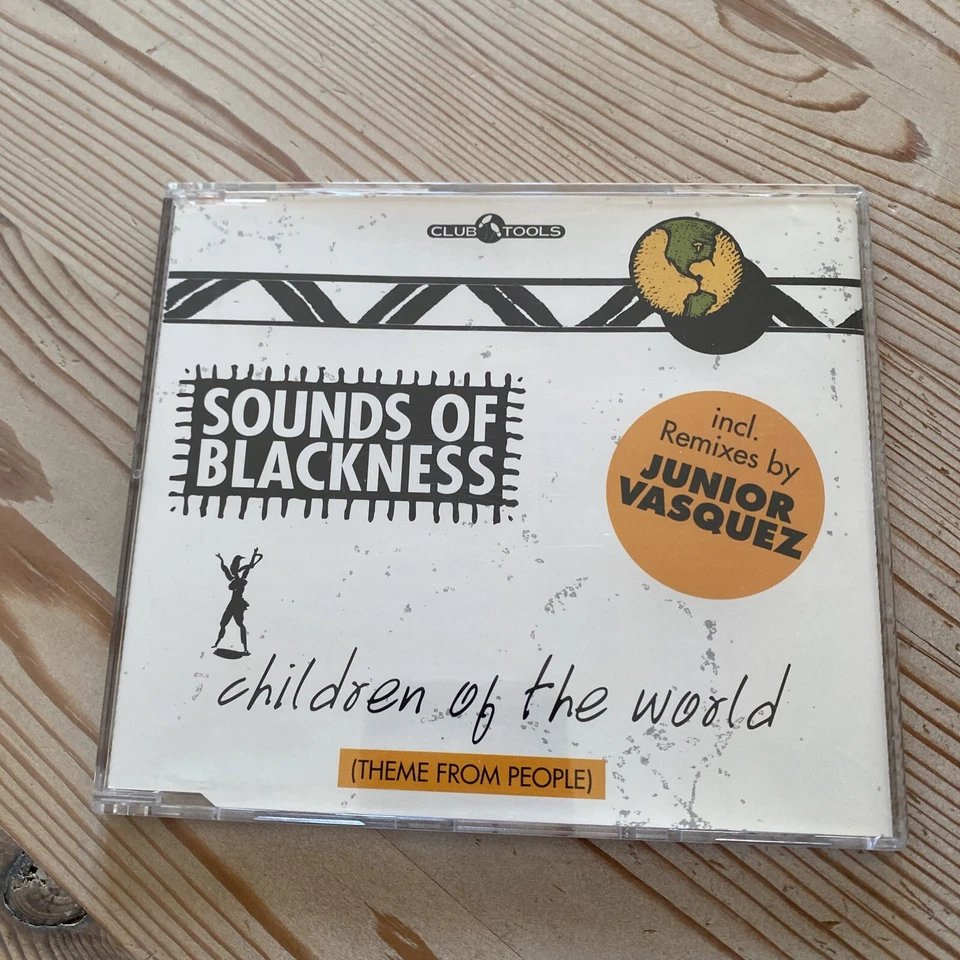 CLUB TOOLS
SOUNDS OF
BLACKNESS
incl.
Remixes by
JUNIOR
VASQUEZ
children of the world
(THEME FROM PEOPLE)